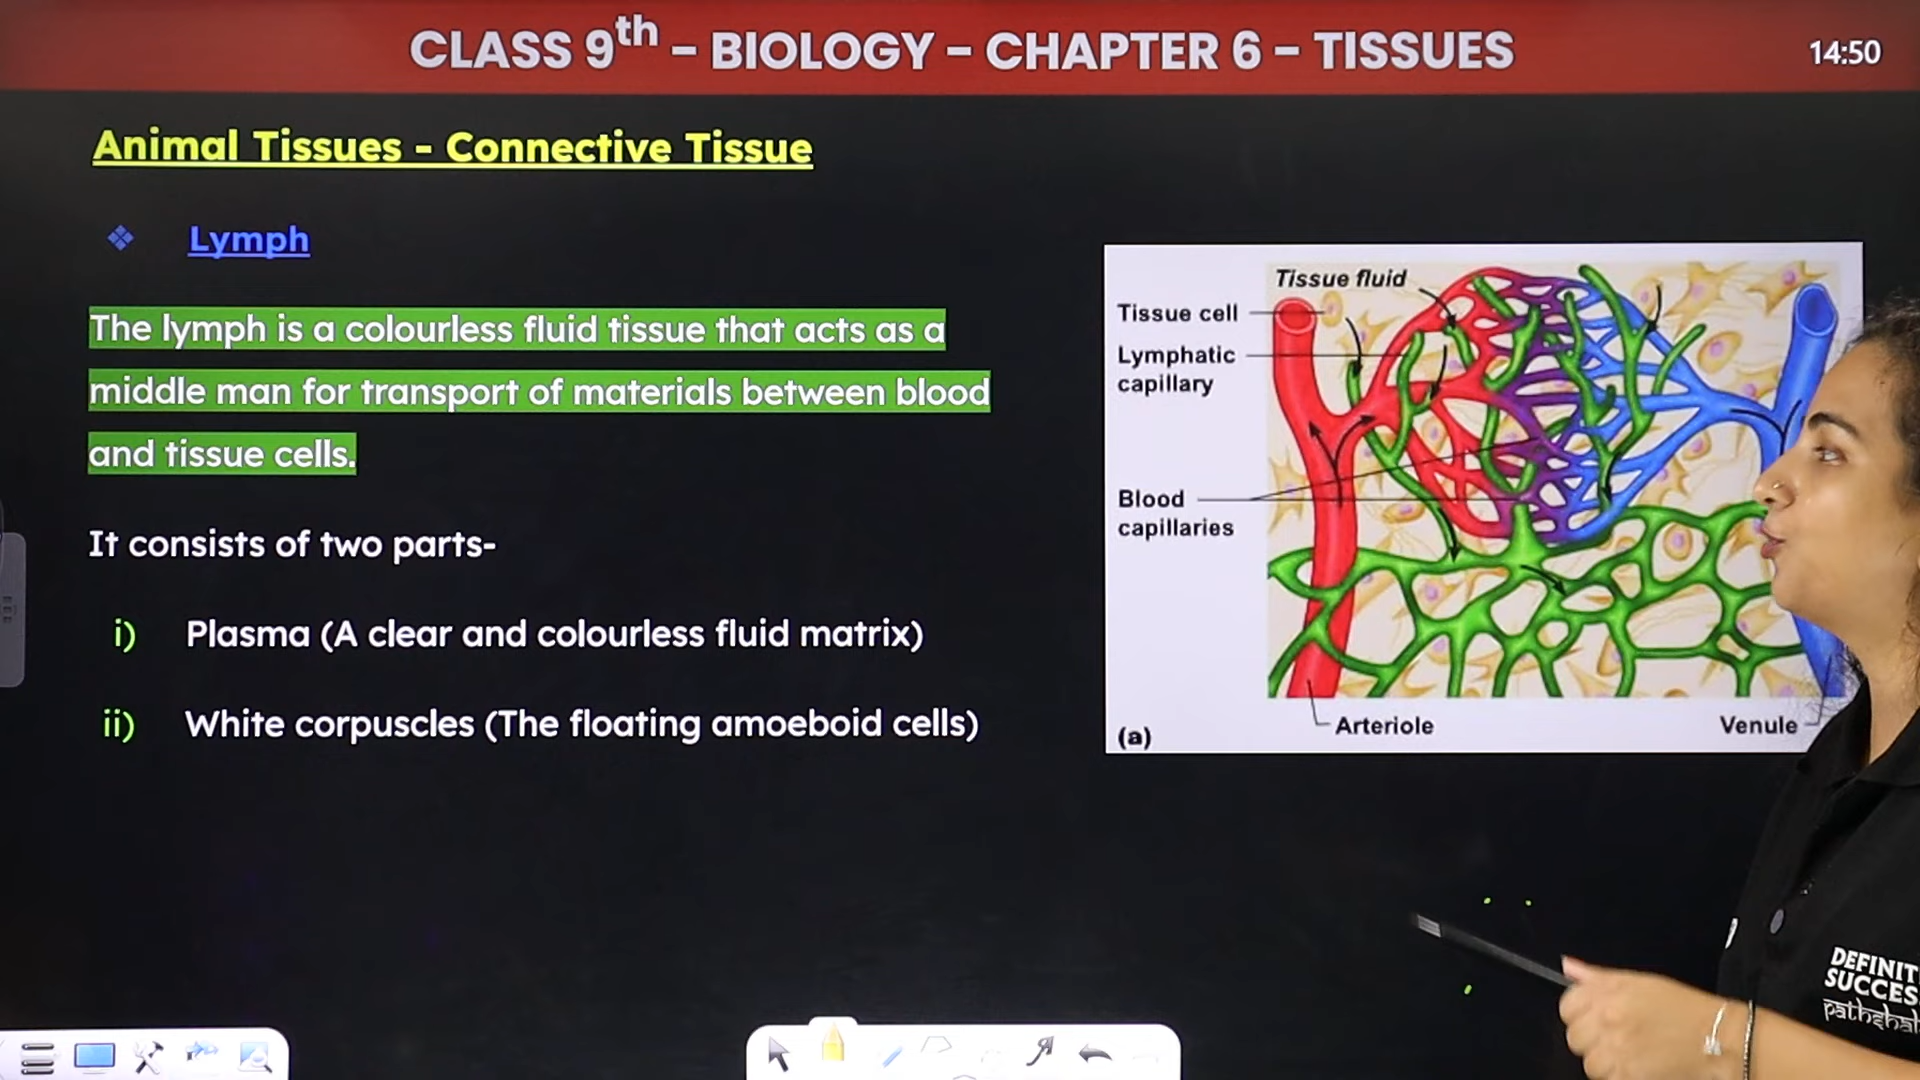 CLASS 9th – BIOLOGY – CHAPTER 6 – TISSUES
14:50
Animal Tissues - Connective Tissue
❖ Lymph
The lymph is a colourless fluid tissue that acts as a
middle man for transport of materials between blood
and tissue cells.
It consists of two parts-
i) Plasma (A clear and colourless fluid matrix)
ii) White corpuscles (The floating amoeboid cells)
Tissue fluid
Tissue cell
Lymphatic
capillary
Blood
capillaries
Arteriole
Venule
(a)
DEFINIT
SUCCES
pathshal